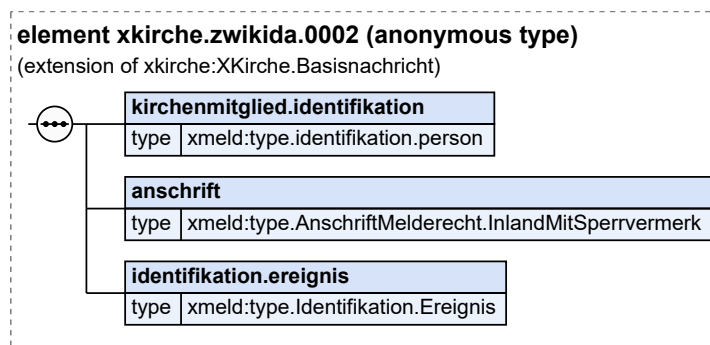 element xkirche.zwikida.0002 (anonymous type)
(extension of xkirche:XKirche.Basisnachricht)
kirchenmitglied.identifikation
type xmeld:type.identifikation.person
anschrift
type xmeld:type.AnschriftMelderecht.InlandMitSperrvermerk
identifikation.ereignis
type xmeld:type.Identifikation.Ereignis